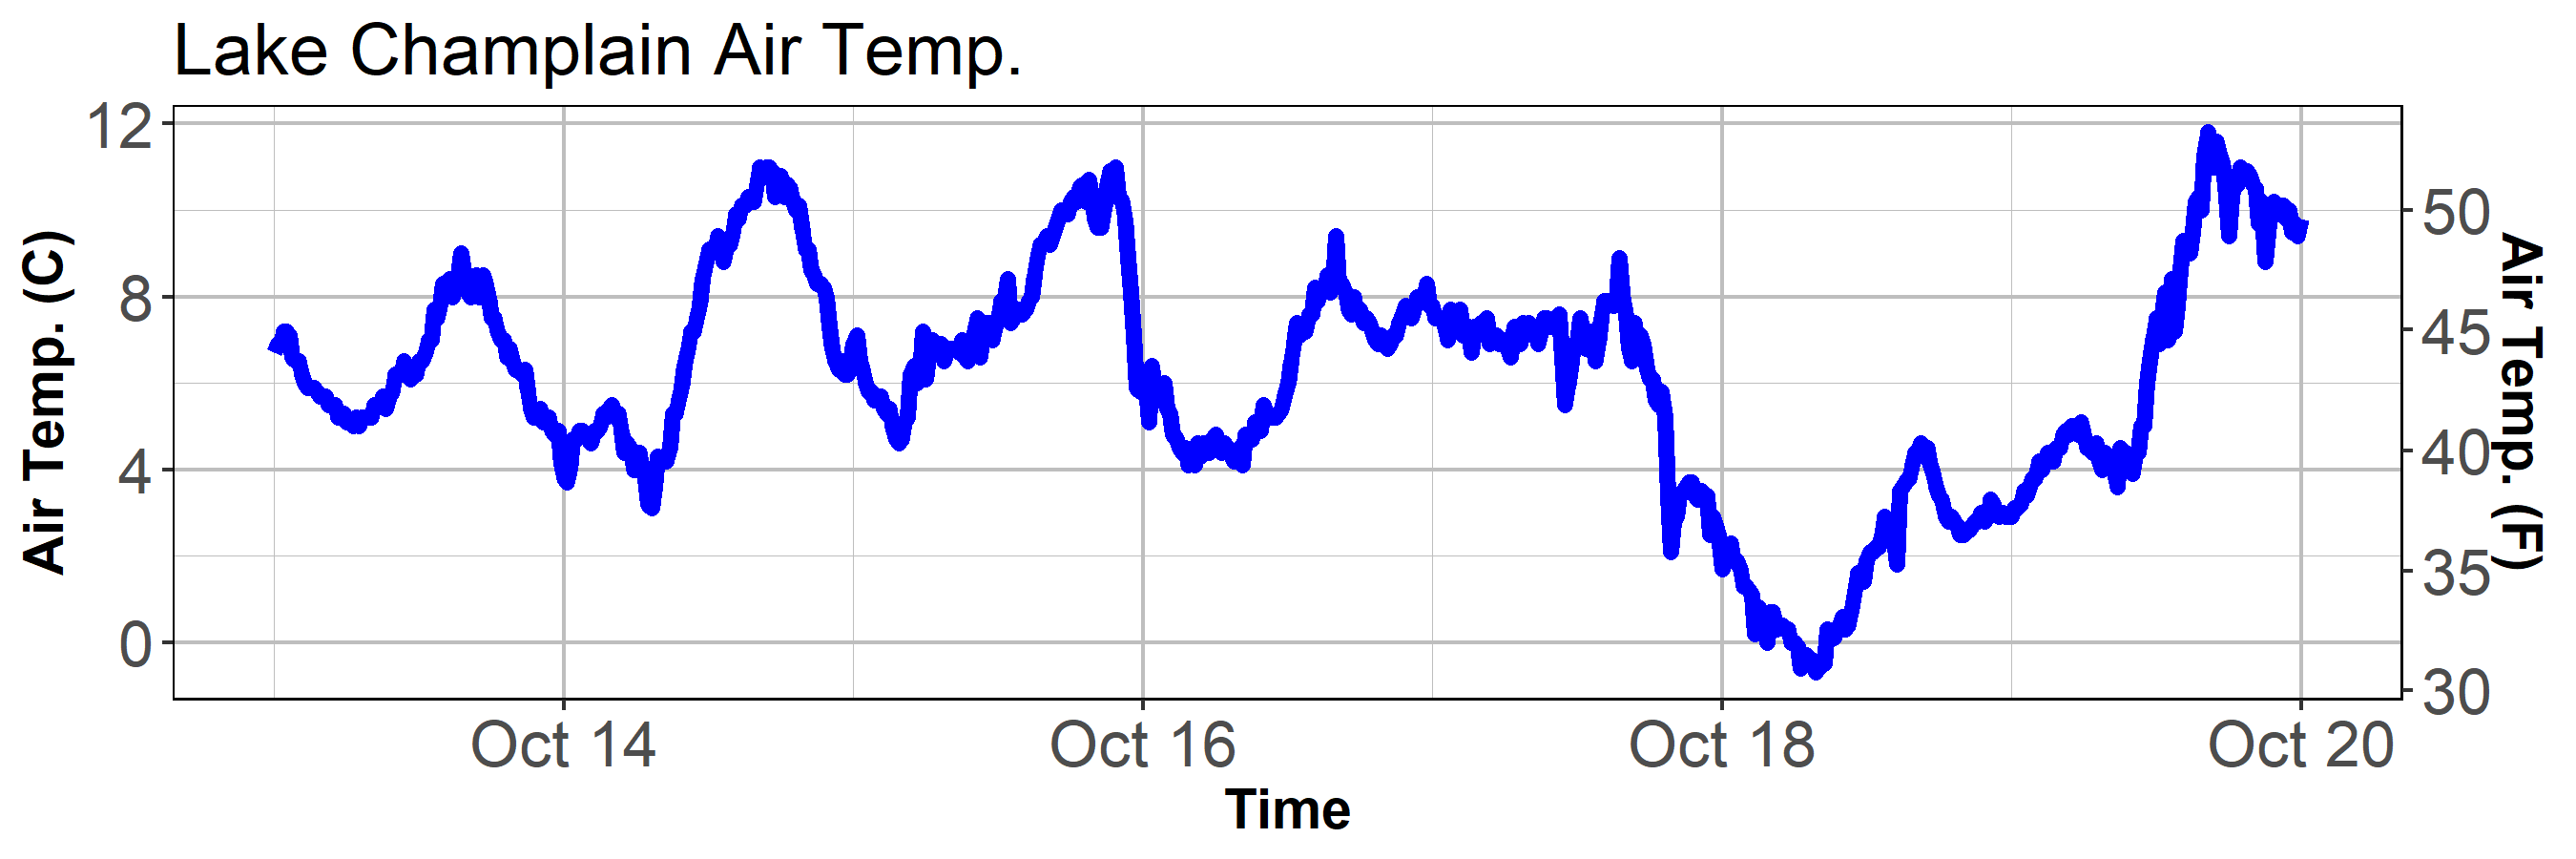 Lake Champlain Air Temp.
Air Temp. (C)
12
8
4
0
50
45
40
35
30
Air Temp. (F)
Oct 14 Oct 16 Oct 18 Oct 20
Time